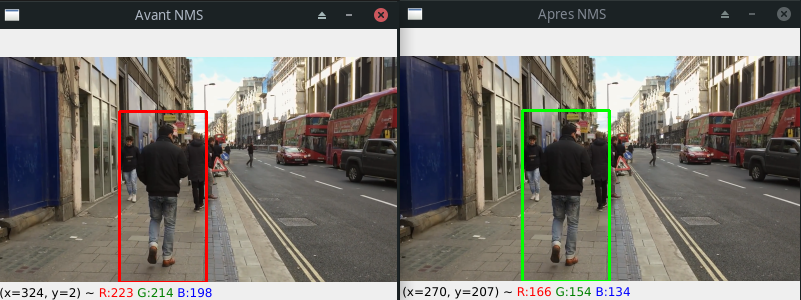 Avant NMS
(x=324, y=2) ~ R:223 G:214 B:198
Apres NMS
(x=270, y=207) ~ R:166 G:154 B:134